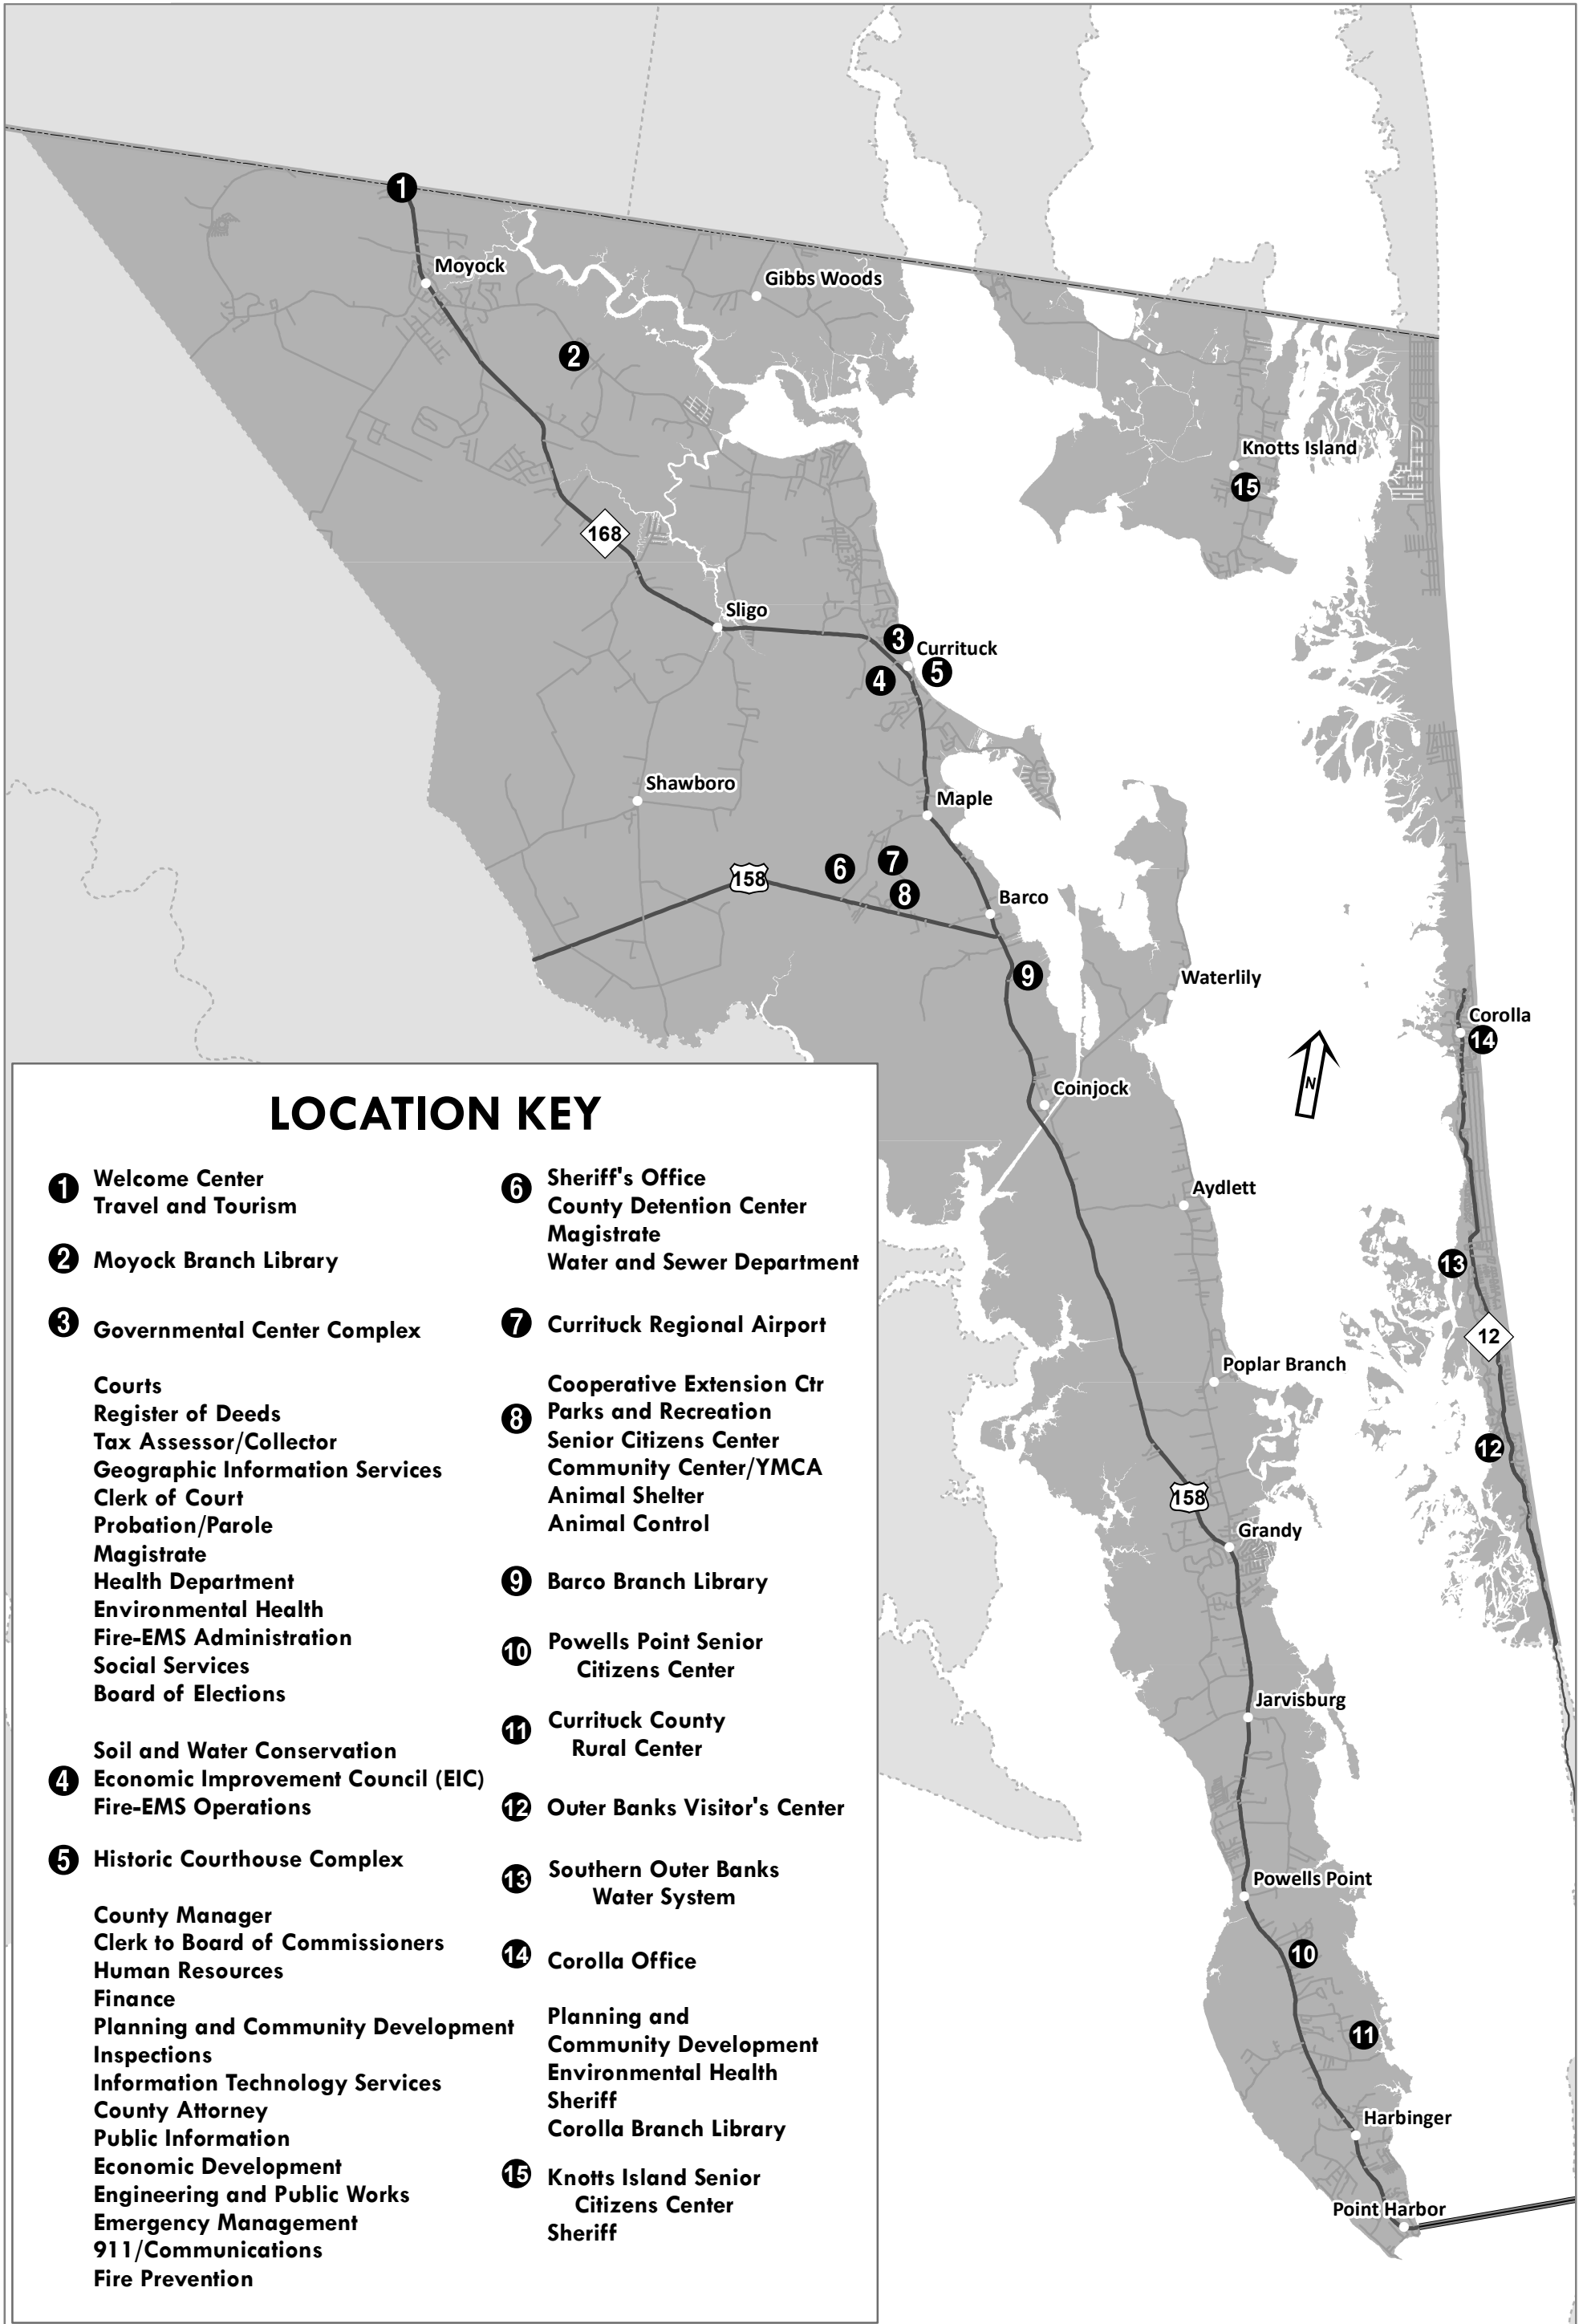 1
Moyock
Gibbs Woods
2
Knotts Island
15
168
Sligo
3
Currituck
4
5
Shawboro
Maple
6
7
158
8
Barco
9
Waterlily
Corolla
14
N
Coinjock
Aydlett
13
12
Poplar Branch
12
158
Grandy
Jarvisburg
Powells Point
10
11
Harbinger
Point Harbor
LOCATION KEY
1
Welcome Center
Travel and Tourism
2
Moyock Branch Library
3
Governmental Center Complex
Courts
Register of Deeds
Tax Assessor/Collector
Geographic Information Services
Clerk of Court
Probation/Parole
Magistrate
Health Department
Environmental Health
Fire-EMS Administration
Social Services
Board of Elections
4
Soil and Water Conservation
Economic Improvement Council (EIC)
Fire-EMS Operations
5
Historic Courthouse Complex
County Manager
Clerk to Board of Commissioners
Human Resources
Finance
Planning and Community Development
Inspections
Information Technology Services
County Attorney
Public Information
Economic Development
Engineering and Public Works
Emergency Management
911/Communications
Fire Prevention
6
Sheriff's Office
County Detention Center
Magistrate
Water and Sewer Department
7
Currituck Regional Airport
8
Cooperative Extension Ctr
Parks and Recreation
Senior Citizens Center
Community Center/YMCA
Animal Shelter
Animal Control
9
Barco Branch Library
10
Powells Point Senior
Citizens Center
11
Currituck County
Rural Center
12
Outer Banks Visitor's Center
13
Southern Outer Banks
Water System
14
Corolla Office
Planning and
Community Development
Environmental Health
Sheriff
Corolla Branch Library
15
Knotts Island Senior
Citizens Center
Sheriff